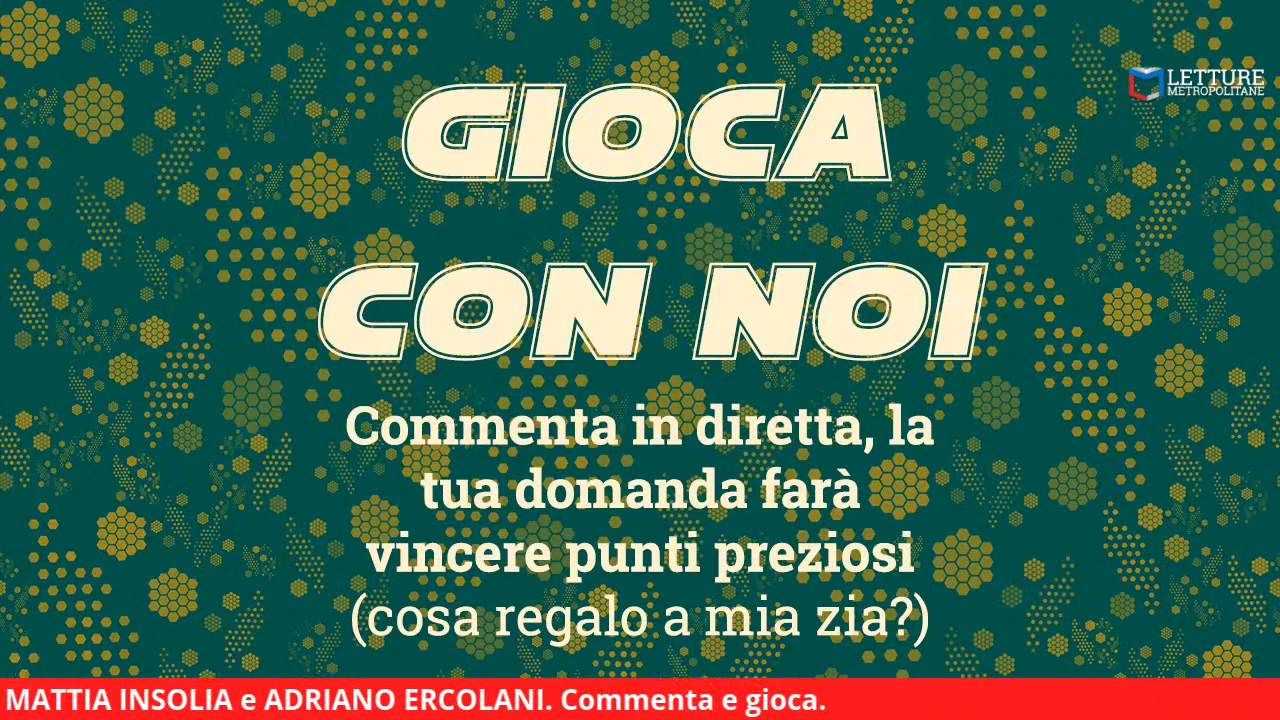 LETTURE
METROPOLITANE
GIOCA
CON NOI
Commenta in diretta, la
tua domanda farà
vincere punti preziosi
(cosa regalo a mia zia?)
MATTIA INSOLIA e ADRIANO ERCOLANI. Commenta e gioca.